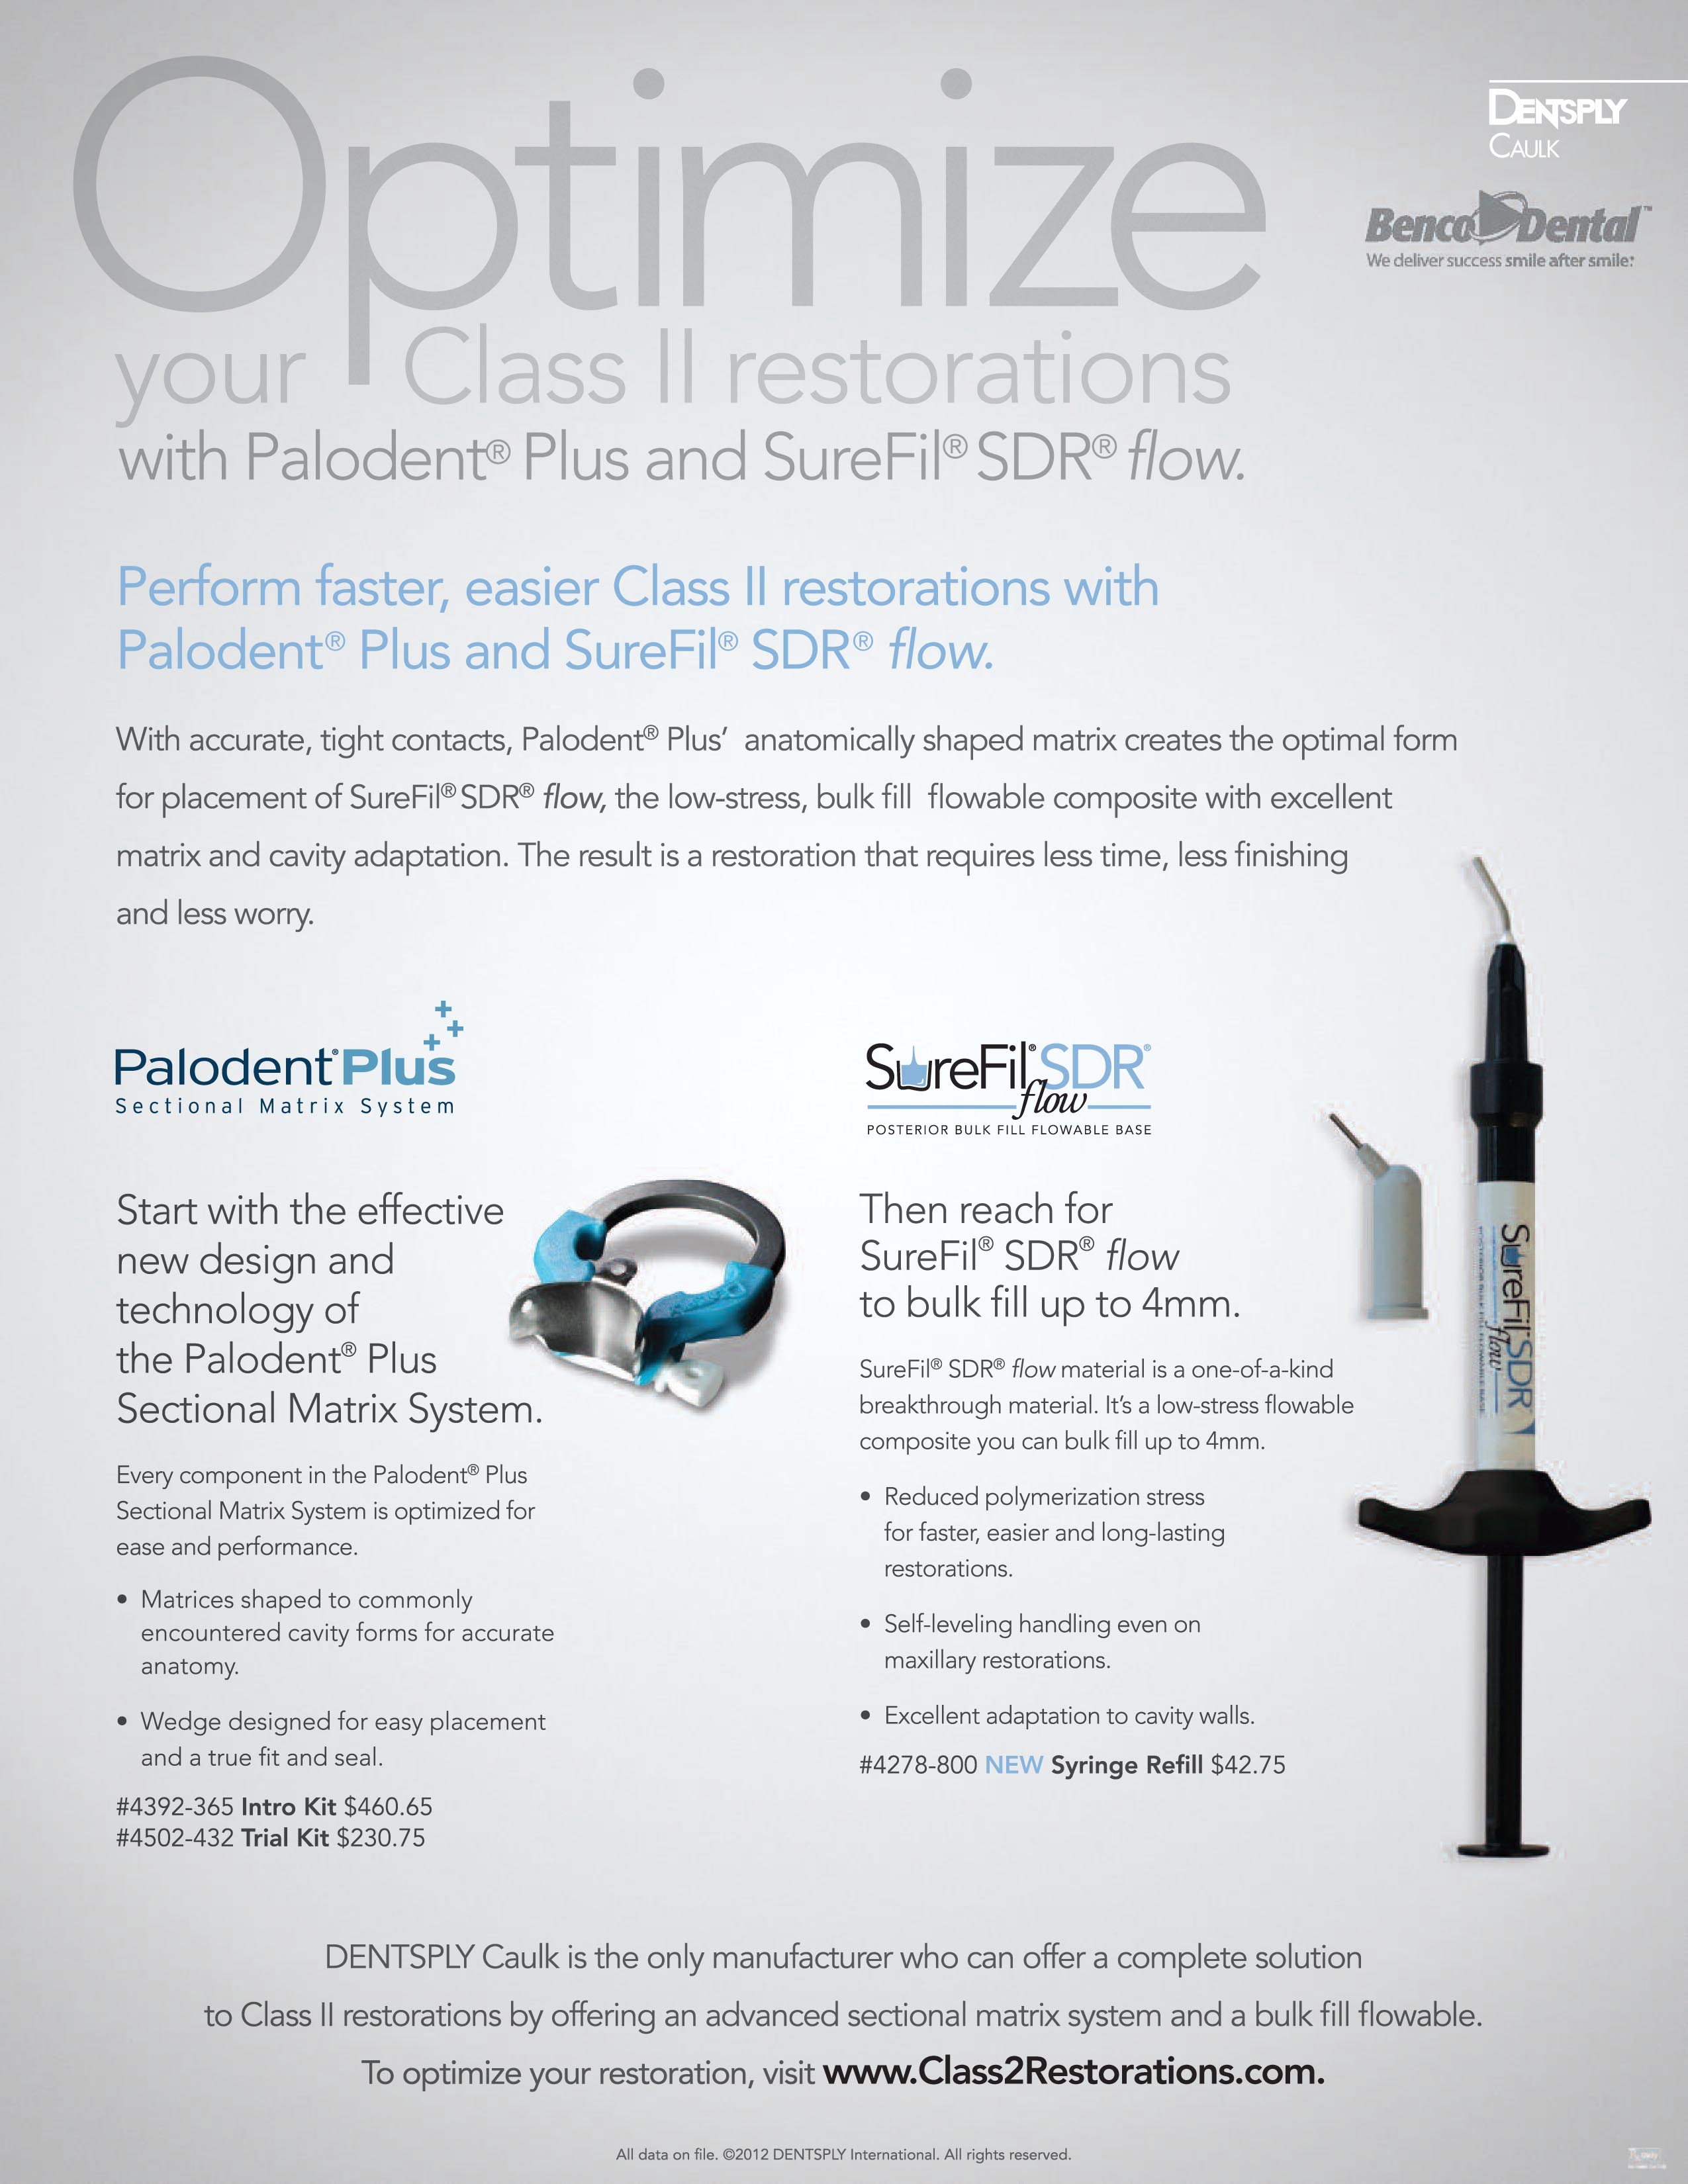 Optimize
DENTSPLY
CAULK
Benco Dental™
We deliver success smile after smile.®
your Class II restorations
with Palodent® Plus and SureFil® SDR® flow.
Perform faster, easier Class II restorations with
Palodent® Plus and SureFil® SDR® flow.
With accurate, tight contacts, Palodent® Plus’ anatomically shaped matrix creates the optimal form
for placement of SureFil® SDR® flow, the low-stress, bulk fill flowable composite with excellent
matrix and cavity adaptation. The result is a restoration that requires less time, less finishing
and less worry.
Palodent® Plus
Sectional Matrix System
Start with the effective
new design and
technology of
the Palodent® Plus
Sectional Matrix System.
Every component in the Palodent® Plus
Sectional Matrix System is optimized for
ease and performance.
• Matrices shaped to commonly
encountered cavity forms for accurate
anatomy.
• Wedge designed for easy placement
and a true fit and seal.
#4392-365 Intro Kit $460.65
#4502-432 Trial Kit $230.75
SureFil® SDR®
flow
POSTERIOR BULK FILL FLOWABLE BASE
Then reach for
SureFil® SDR® flow
to bulk fill up to 4mm.
SureFil® SDR® flow material is a one-of-a-kind
breakthrough material. It’s a low-stress flowable
composite you can bulk fill up to 4mm.
• Reduced polymerization stress
for faster, easier and long-lasting
restorations.
• Self-leveling handling even on
maxillary restorations.
• Excellent adaptation to cavity walls.
#4278-800 NEW Syringe Refill $42.75
SureFil SDR
flow
POSTERIOR BULK FILL FLOWABLE BASE
DENTSPLY Caulk is the only manufacturer who can offer a complete solution
to Class II restorations by offering an advanced sectional matrix system and a bulk fill flowable.
To optimize your restoration, visit www.Class2Restorations.com.
All data on file. ©2012 DENTSPLY International. All rights reserved.